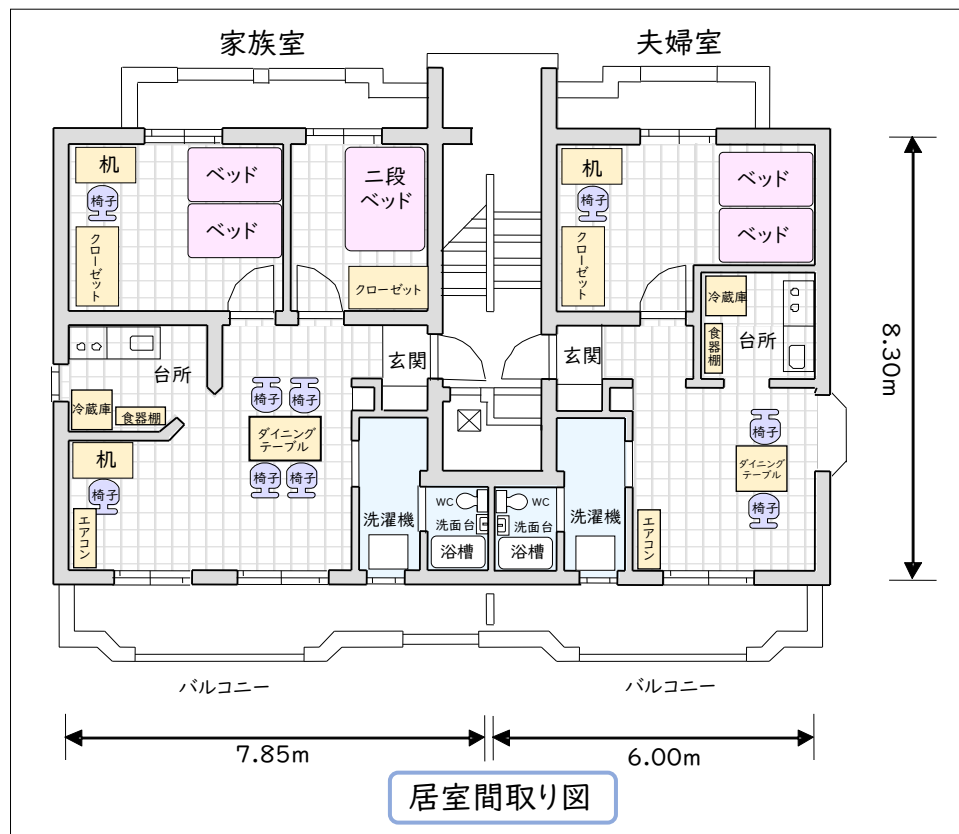 家族室
夫婦室
机
椅子
クローゼット
ベッド
ベッド
二段
ベッド
クローゼット
机
椅子
クローゼット
ベッド
ベッド
台所
冷蔵庫
食器棚
玄関
玄関
冷蔵庫
食器棚
台所
8.30m
椅子
椅子
ダイニング
テーブル
椅子
椅子
机
椅子
エアコン
洗濯機
WC
洗面台
浴槽
WC
洗面台
浴槽
洗濯機
椅子
ダイニング
テーブル
椅子
エアコン
バルコニー
バルコニー
7.85m
6.00m
居室間取り図